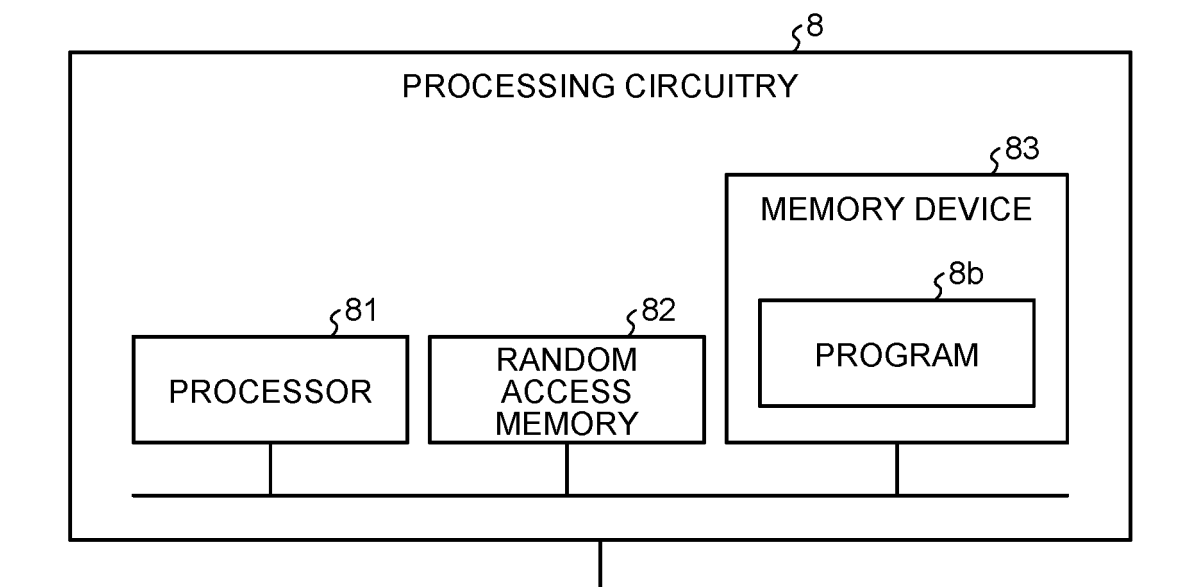 8
PROCESSING CIRCUITRY
83
MEMORY DEVICE
8b
PROGRAM
81
PROCESSOR
82
RANDOM
ACCESS
MEMORY